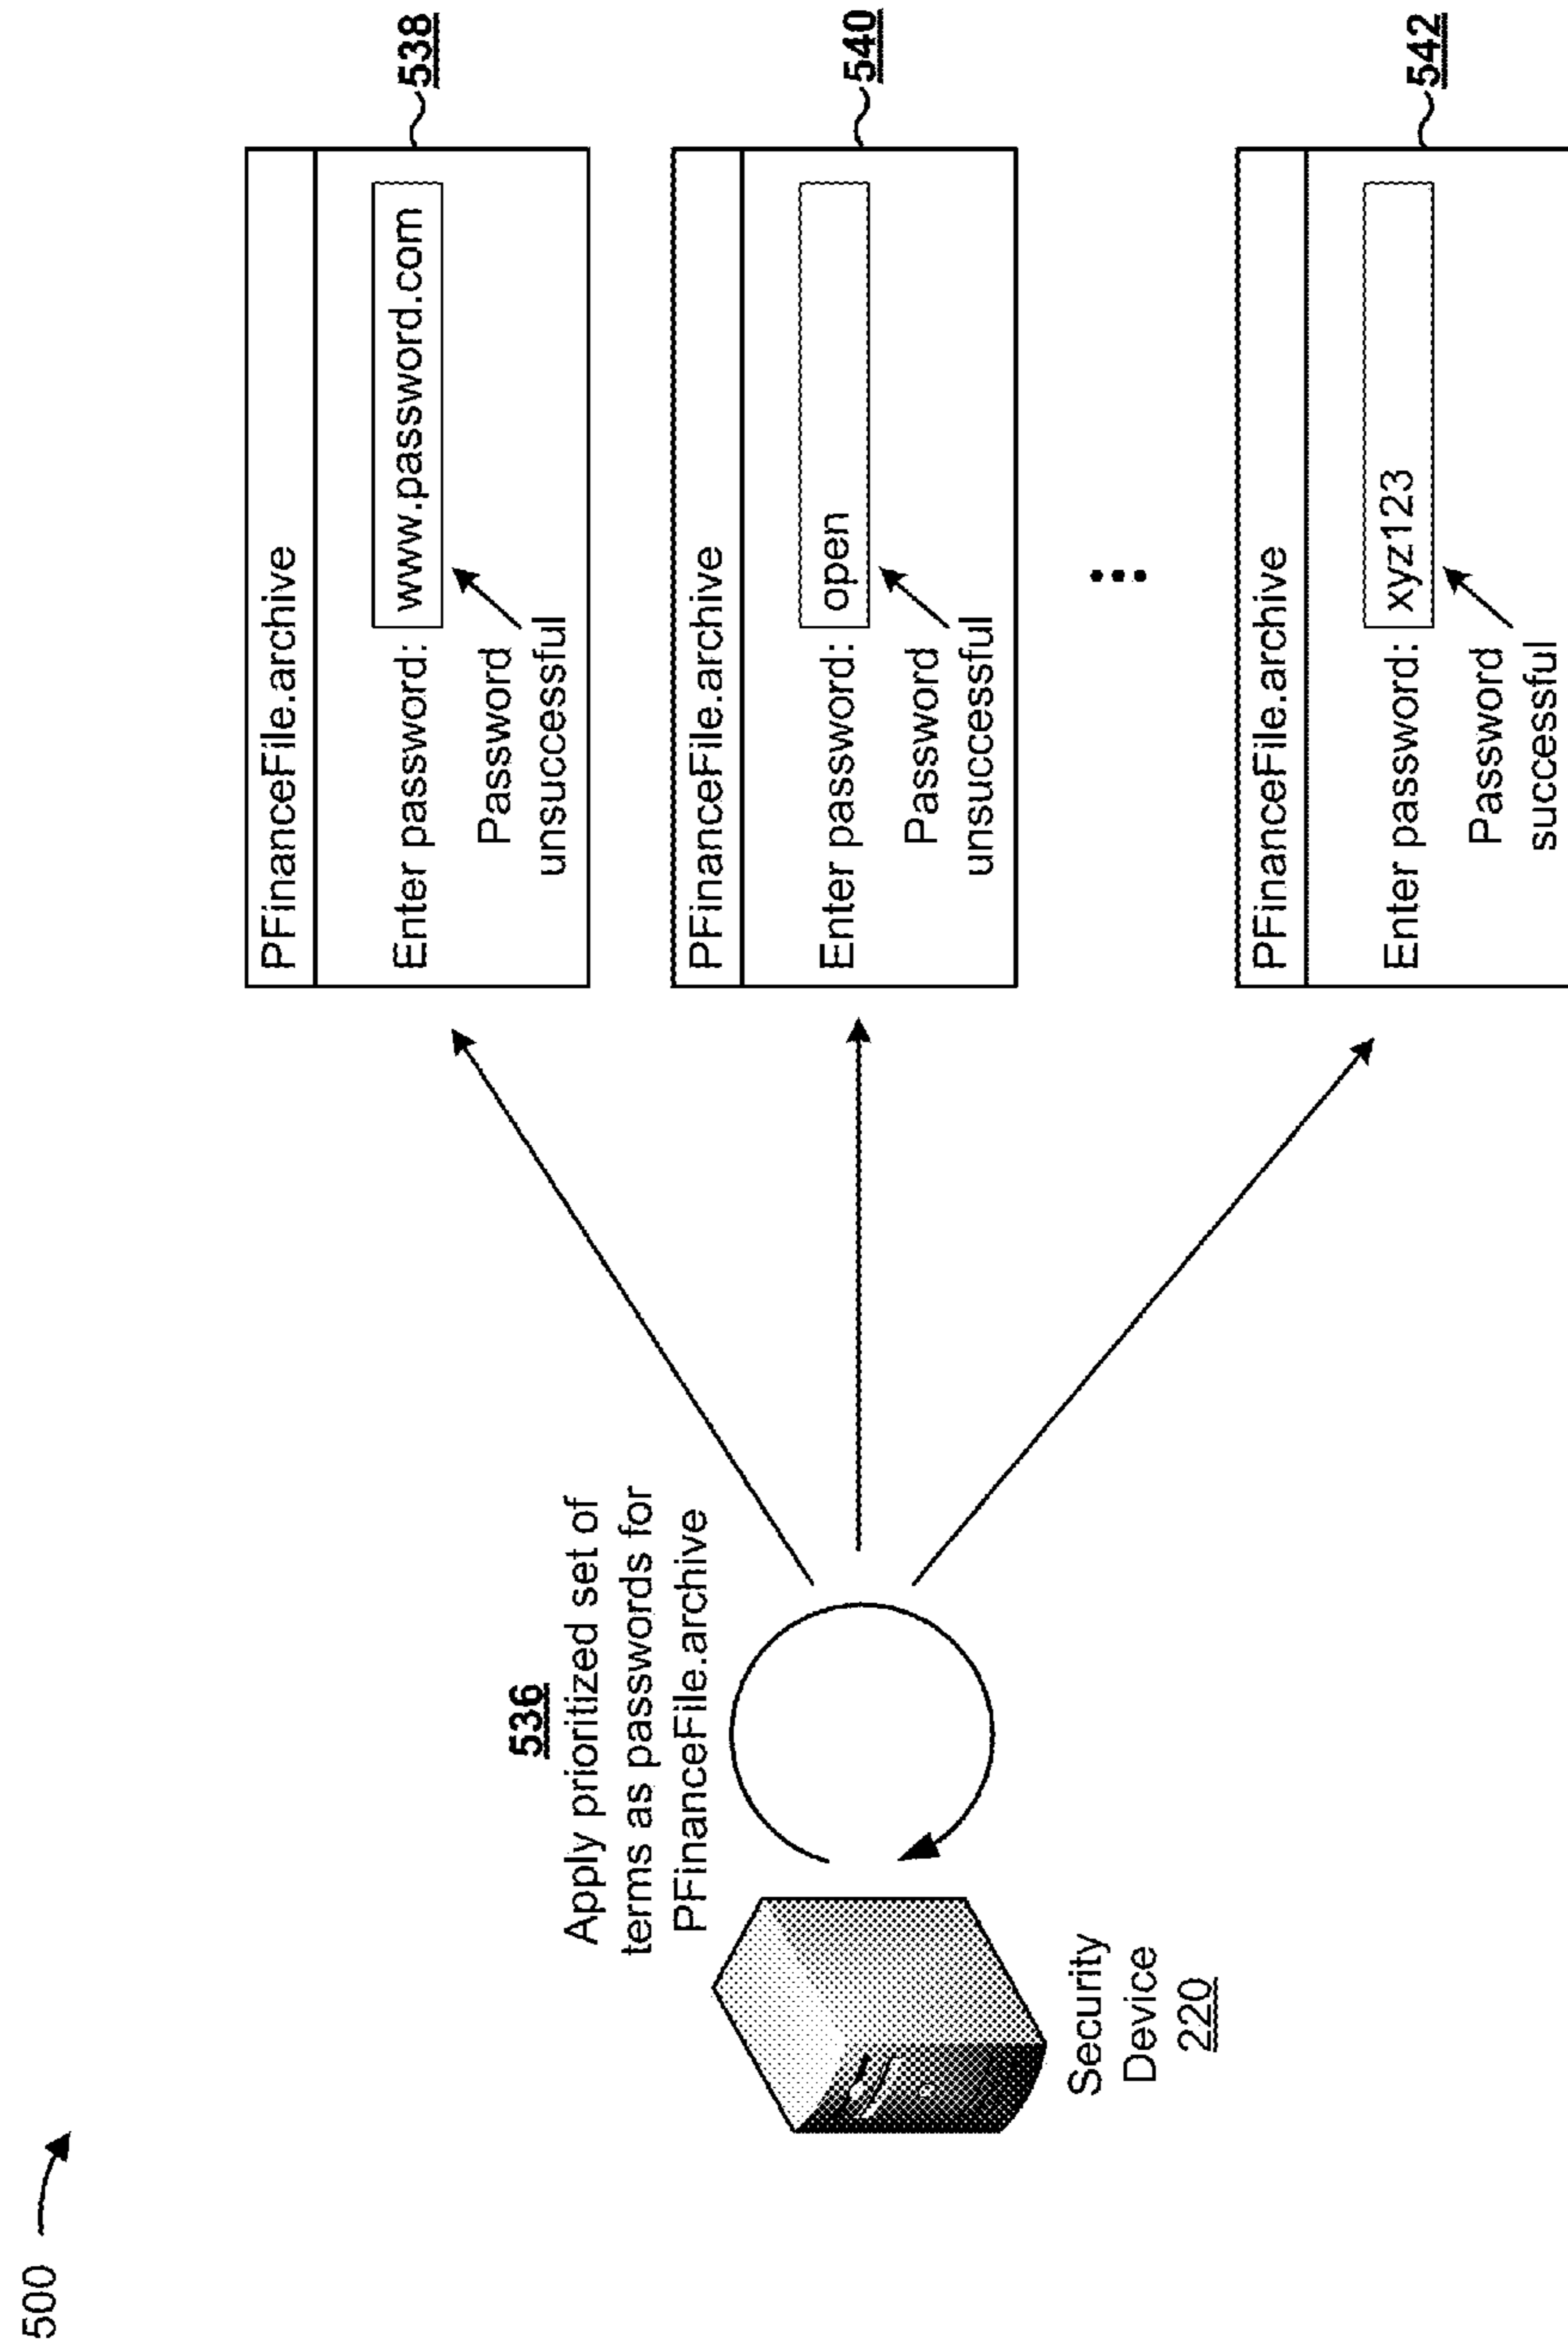 500
536
Apply prioritized set of
terms as passwords for
PFinanceFile.archive
Security
Device
220
PFinanceFile.archive
Enter password: www.password.com
Password
unsuccessful
538
PFinanceFile.archive
Enter password: open
Password
unsuccessful
540
PFinanceFile.archive
Enter password: xyz123
Password
successful
542